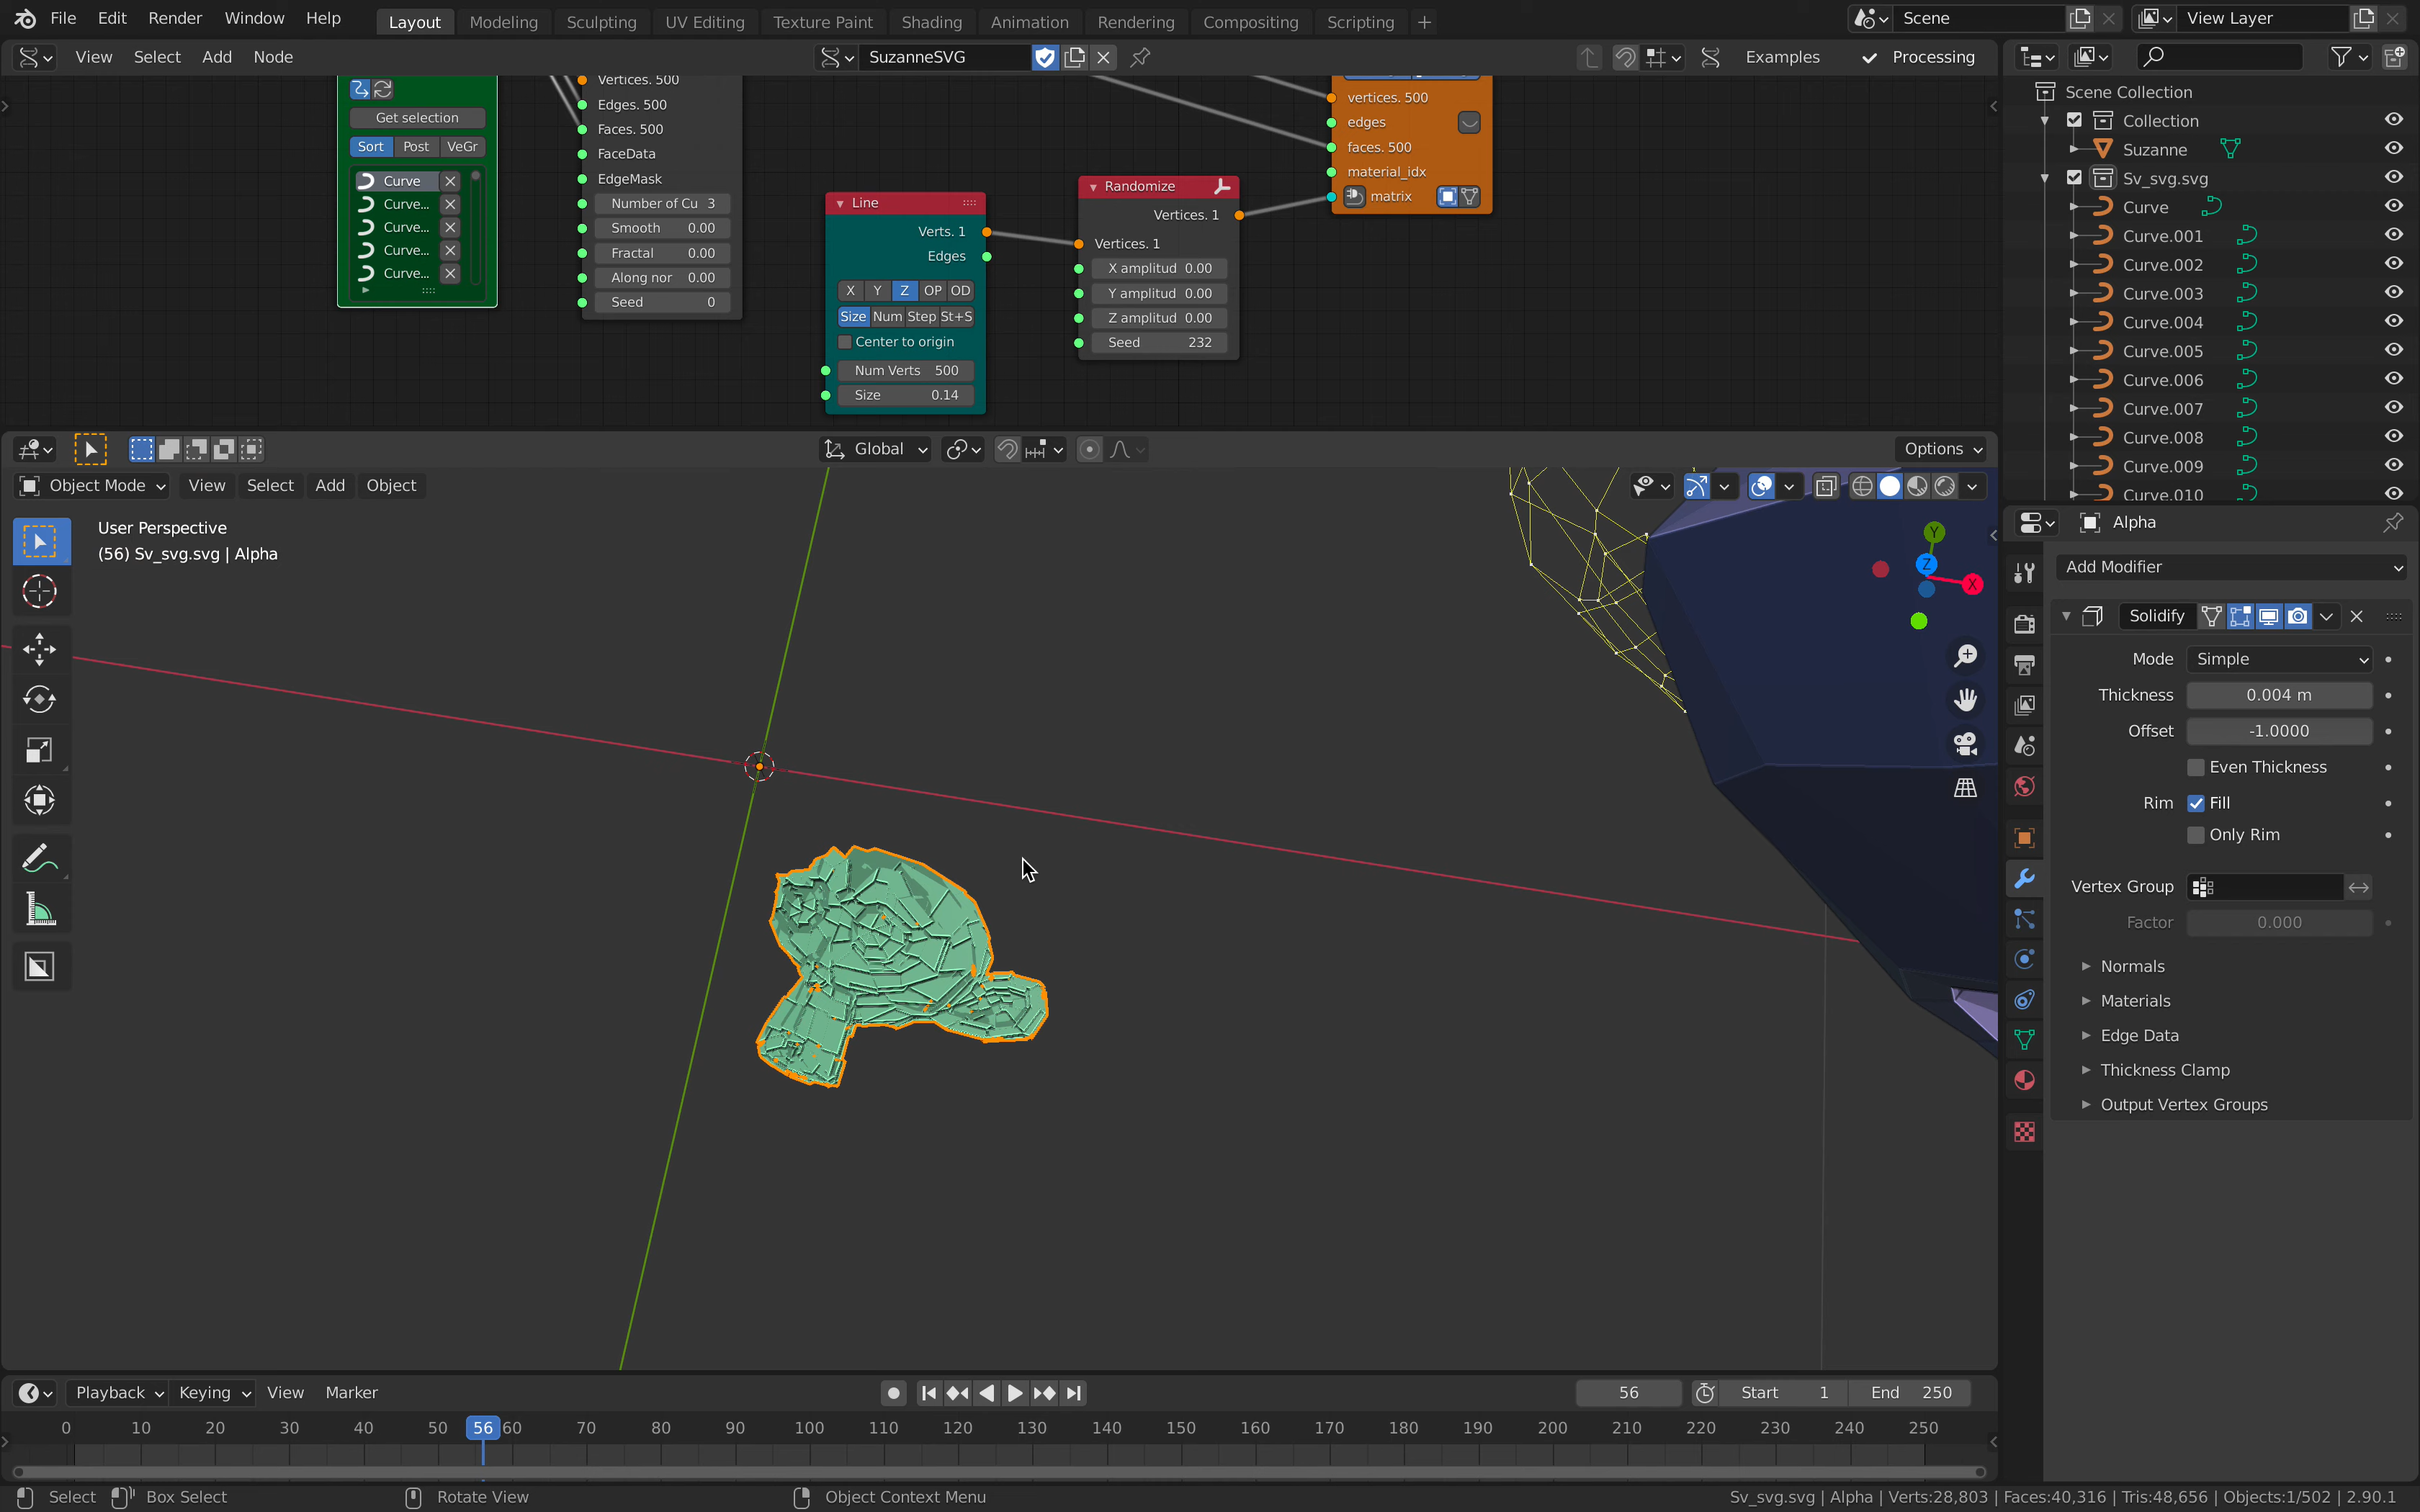 File Edit Render Window Help Layout Modeling Sculpting UV Editing Texture Paint Shading Animation Rendering Compositing Scripting + Scene View Layer
View Select Add Node SuzanneSVG Examples Processing
Get selection
Sort Post VeGr
Curve
Curve...
Curve...
Curve...
Curve...
Vertices. 500
Edges. 500
Faces. 500
FaceData
EdgeMask
Number of Cu 3
Smooth 0.00
Fractal 0.00
Along nor 0.00
Seed 0
Line
Verts. 1
Edges
X Y Z OP OD
Size Num Step St+S
Center to origin
Num Verts 500
Size 0.14
Randomize
Vertices. 1
Vertices. 1
X amplitud 0.00
Y amplitud 0.00
Z amplitud 0.00
Seed 232
vertices. 500
edges
faces. 500
material_idx
matrix
Scene Collection
Collection
Suzanne
Sv_svg.svg
Curve
Curve.001
Curve.002
Curve.003
Curve.004
Curve.005
Curve.006
Curve.007
Curve.008
Curve.009
Curve.010
Global Options
Object Mode View Select Add Object
User Perspective
(56) Sv_svg.svg | Alpha
Y
Z
X
Alpha
Add Modifier
Solidify
Mode Simple
Thickness 0.004 m
Offset -1.0000
Even Thickness
Rim Fill
Only Rim
Vertex Group
Factor 0.000
Normals
Materials
Edge Data
Thickness Clamp
Output Vertex Groups
Playback Keying View Marker 56 Start 1 End 250
0 10 20 30 40 50 56 60 70 80 90 100 110 120 130 140 150 160 170 180 190 200 210 220 230 240 250
Select Box Select Rotate View Object Context Menu Sv_svg.svg | Alpha | Verts:28,803 | Faces:40,316 | Tris:48,656 | Objects:1/502 | 2.90.1